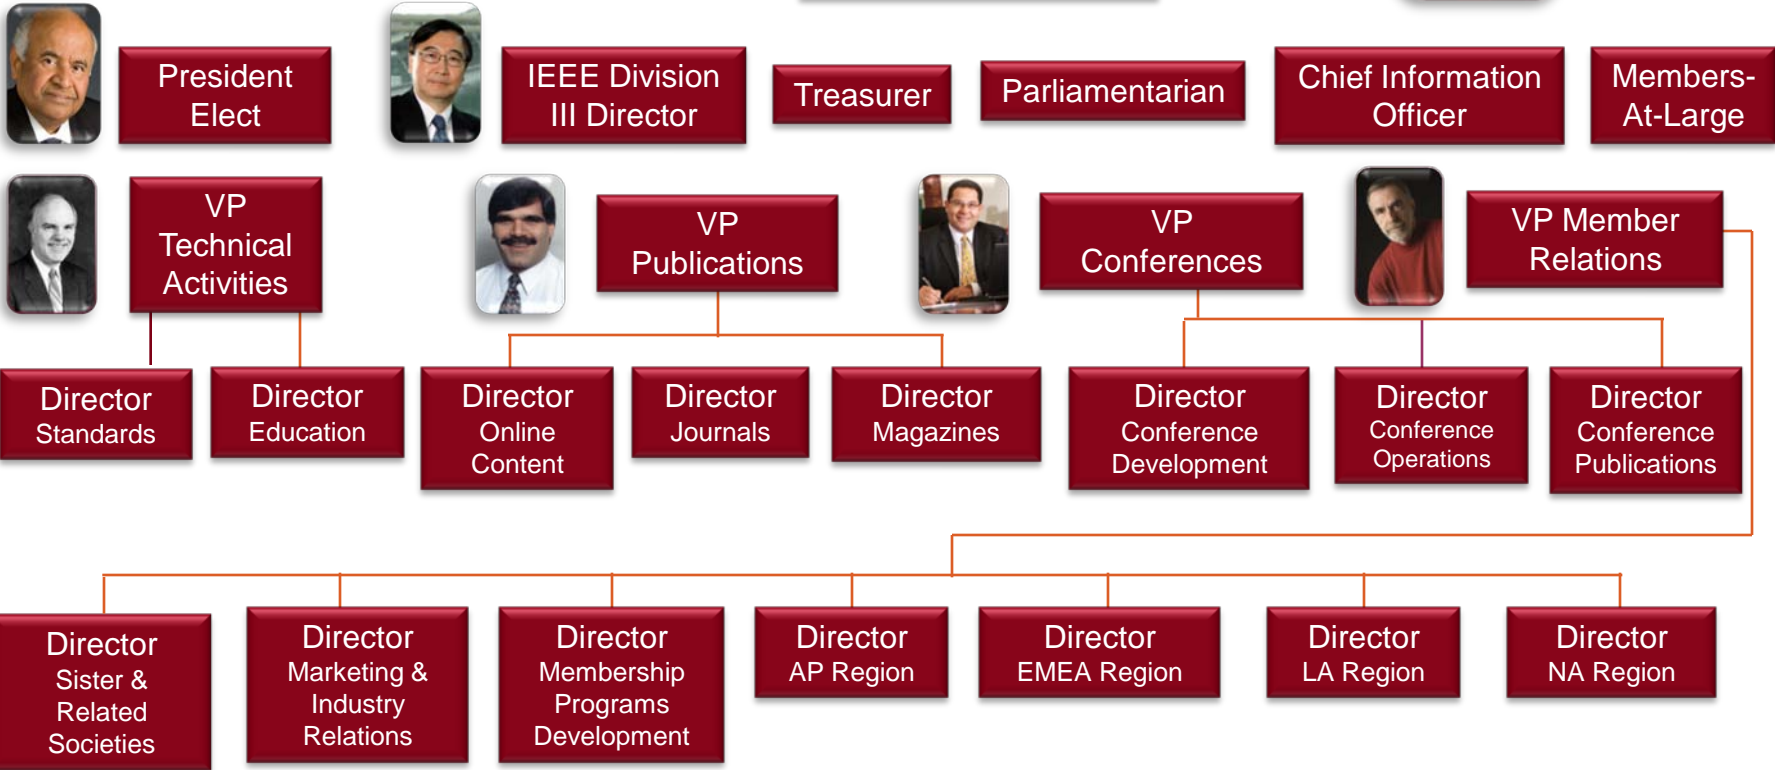 President
Elect
IEEE Division
III Director
Treasurer
Parliamentarian
Chief Information
Officer
Members-
At-Large
VP
Technical
Activities
VP
Publications
VP
Conferences
VP Member
Relations
Director
Standards
Director
Education
Director
Online
Content
Director
Journals
Director
Magazines
Director
Conference
Development
Director
Conference
Operations
Director
Conference
Publications
Director
Sister &
Related
Societies
Director
Marketing &
Industry
Relations
Director
Membership
Programs
Development
Director
AP Region
Director
EMEA Region
Director
LA Region
Director
NA Region